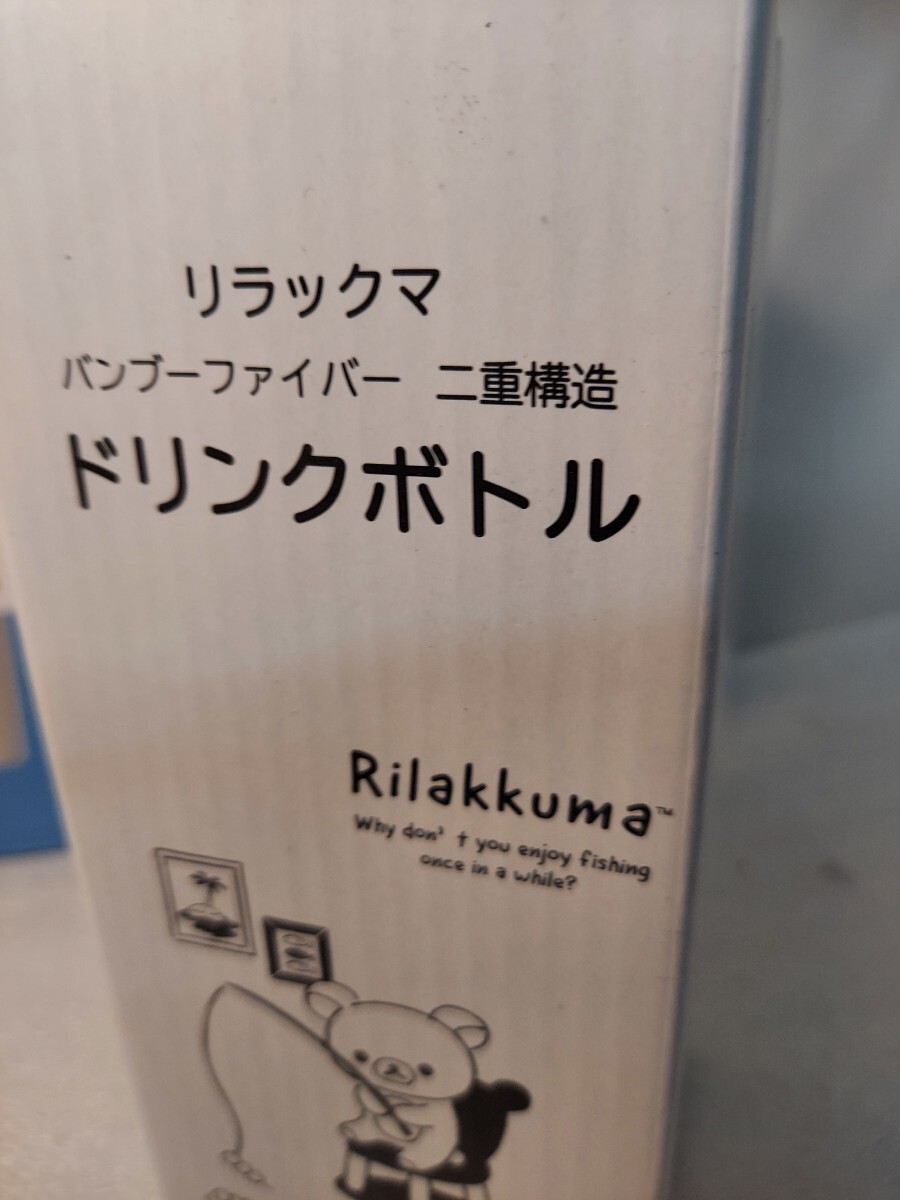 リラックマ
バンブーファイバー 二重構造
ドリンクボトル
Rilakkuma™
Why don't you enjoy fishing
once in a while?